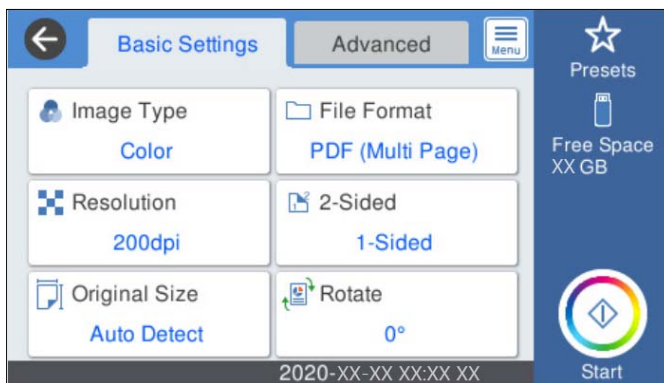 Basic Settings
Advanced
Menu
Presets
Image Type
Color
File Format
PDF (Multi Page)
Free Space
XX GB
Resolution
200dpi
2-Sided
1-Sided
Original Size
Auto Detect
Rotate
0°
Start
2020-XX-XX XX:XX XX